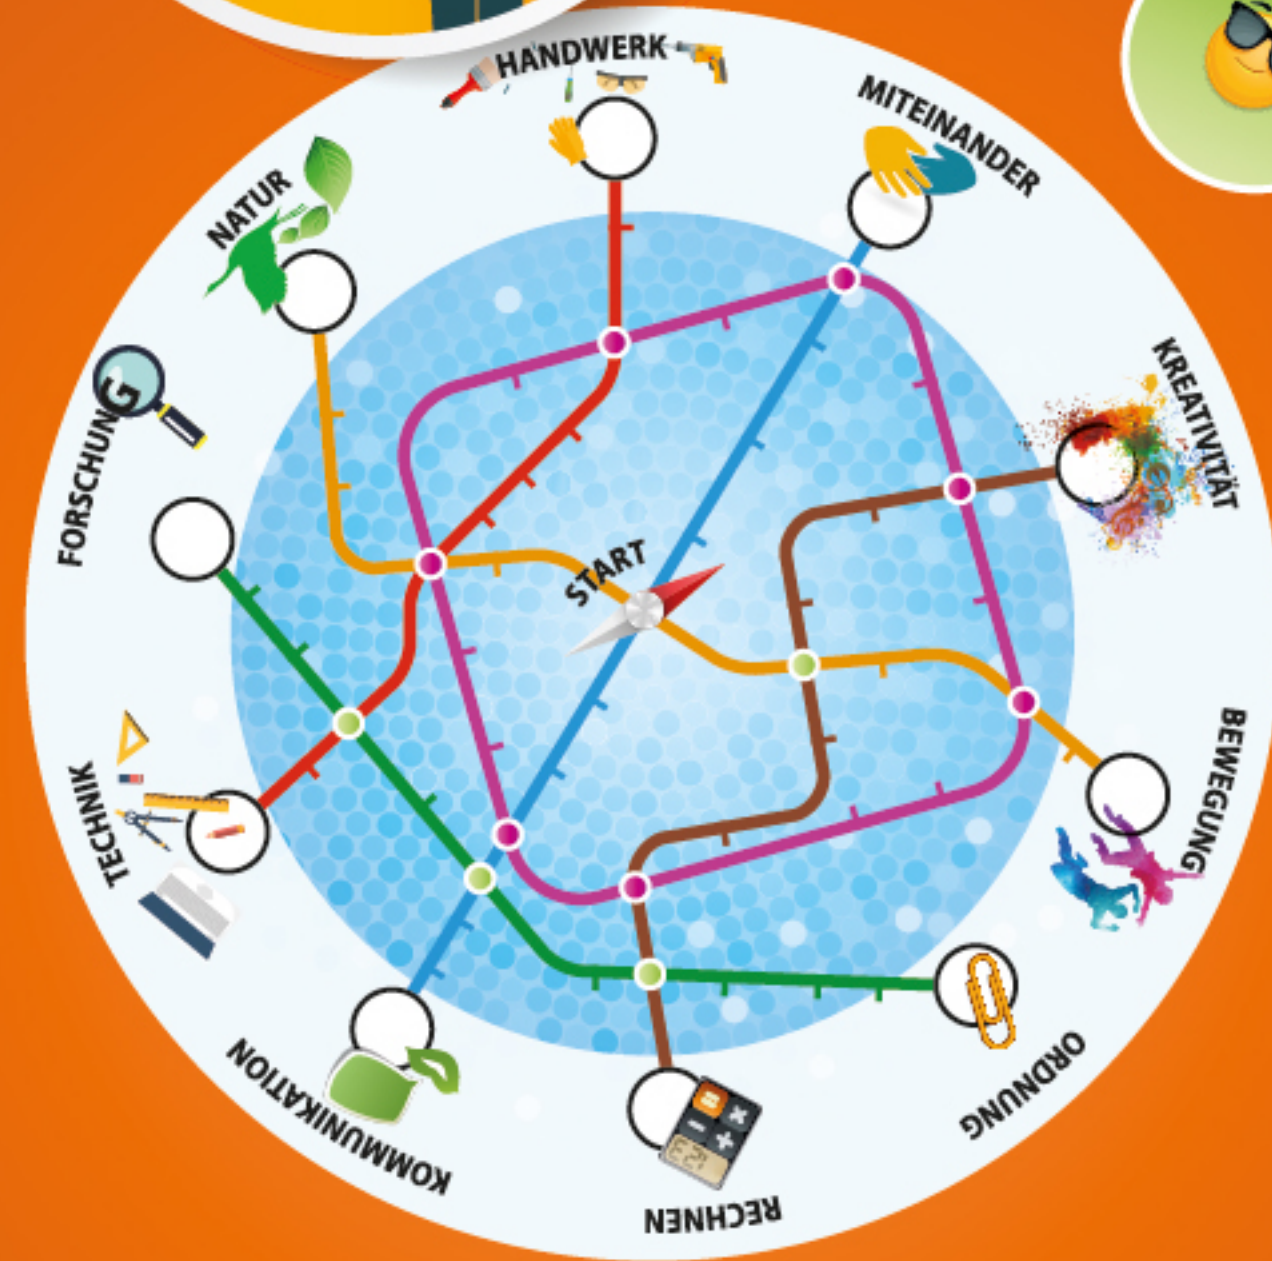 HANDWERK
MITEINANDER
KREATIVITÄT
BEWEGUNG
ORDNUNG
RECHNEN
KOMMUNIKATION
TECHNIK
FORSCHUNG
NATUR
START